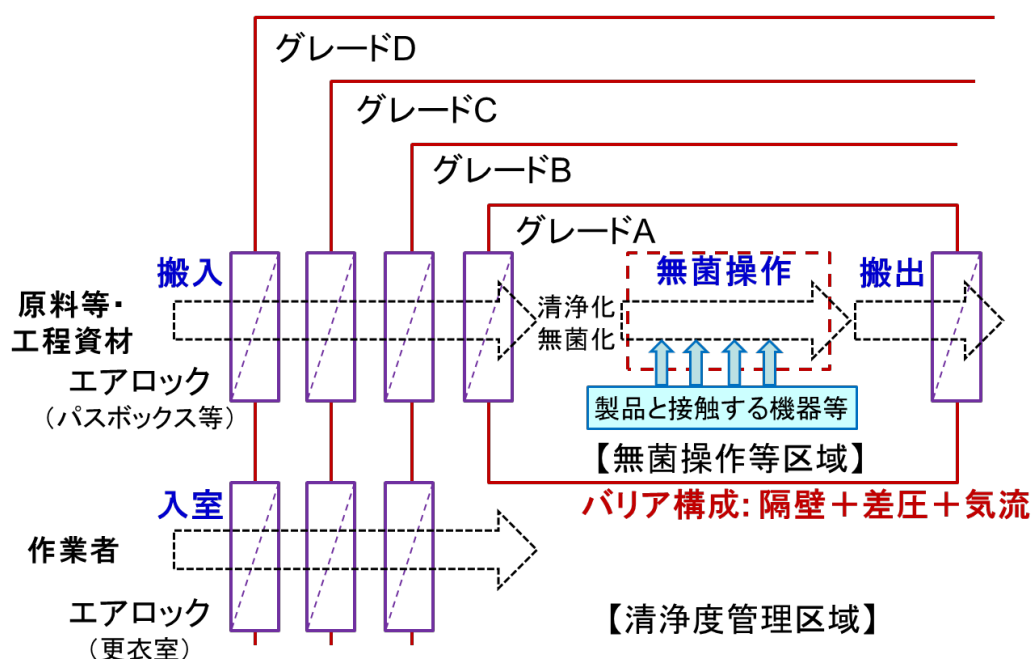 グレードD
グレードC
グレードB
グレードA
搬入
無菌操作
搬出
原料等・
工程資材
清浄化
無菌化
エアロック
（パスボックス等）
製品と接触する機器等
【無菌操作等区域】
バリア構成：隔壁＋差圧＋気流
入室
作業者
エアロック
（更衣室）
【清浄度管理区域】